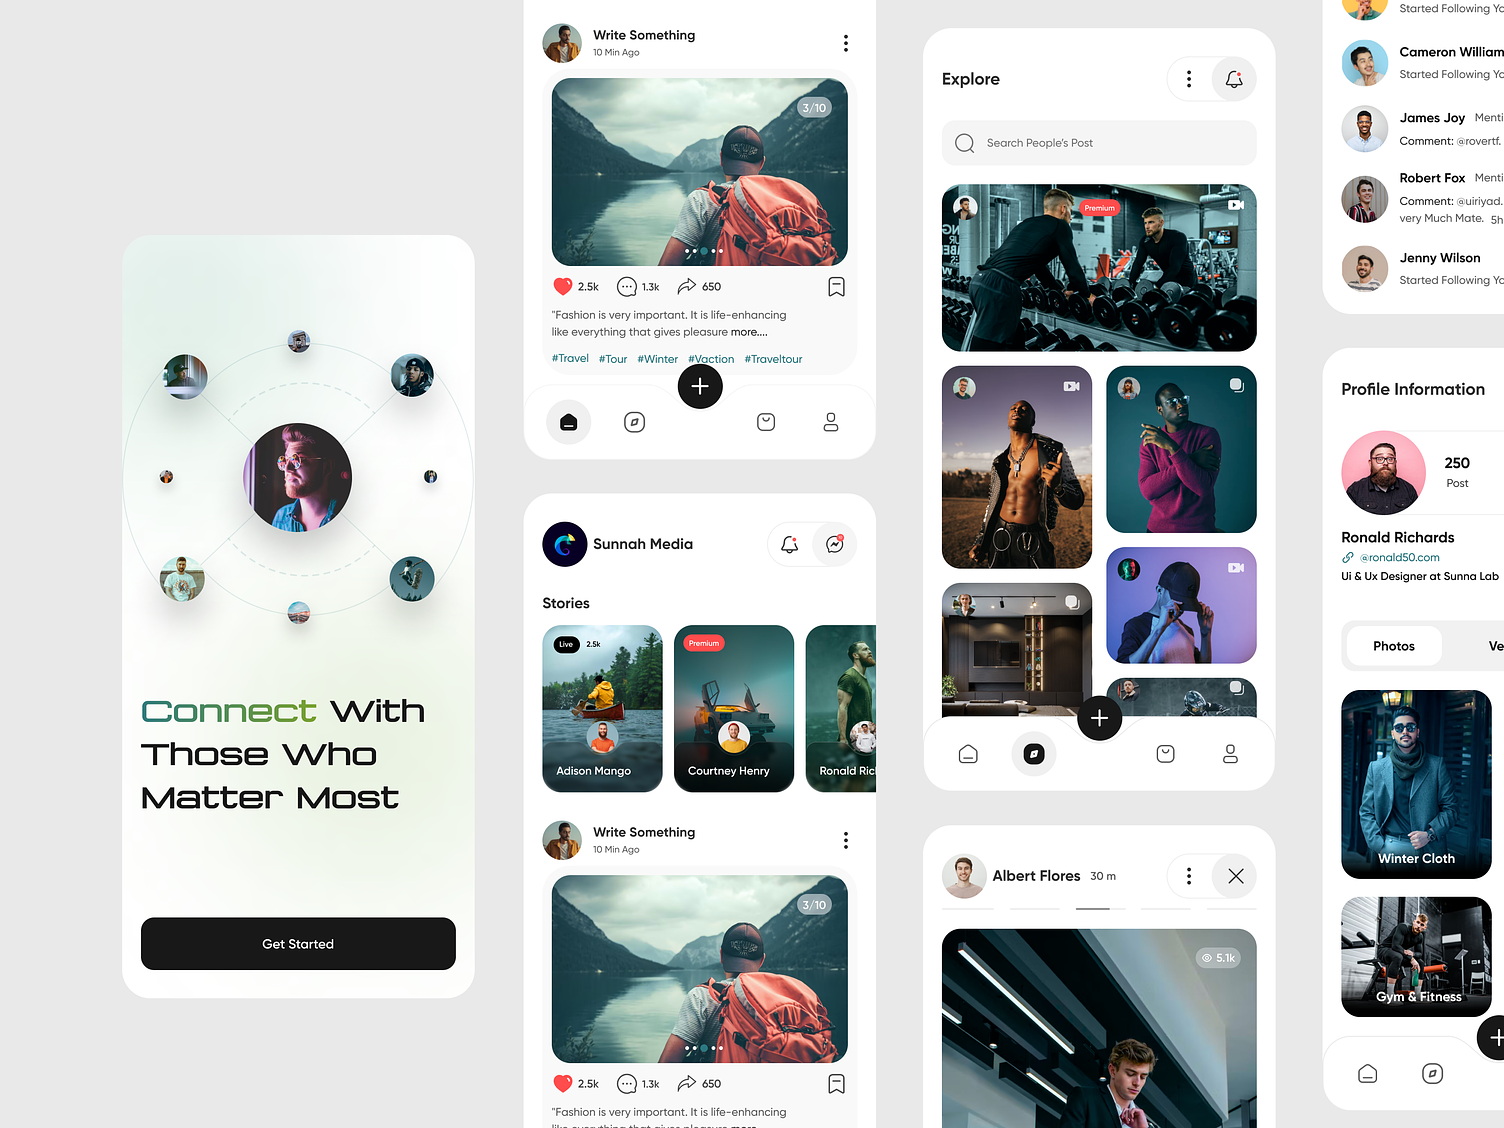 Connect With
Those Who
Matter Most
Get Started
Write Something
10 Min Ago
3/10
2.5k
1.3k
650
"Fashion is very important. It is life-enhancing
like everything that gives pleasure more....
#Travel #Tour #Winter #Vaction #Traveltour
Sunnah Media
Stories
Live 2.5k
Adison Mango
Premium
Courtney Henry
Ronald Rich
Write Something
10 Min Ago
3/10
2.5k
1.3k
650
"Fashion is very important. It is life-enhancing
Explore
Search People's Post
Premium
Albert Flores 30 m
5.1k
Started Following Yo
Cameron William
Started Following Yo
James Joy Menti
Comment: @rovertf.
Robert Fox Menti
Comment: @uiriyad.
very Much Mate. 5h
Jenny Wilson
Started Following Yo
Profile Information
250
Post
Ronald Richards
@ronald50.com
Ui & Ux Designer at Sunna Lab
Photos
Ve
Winter Cloth
Gym & Fitness